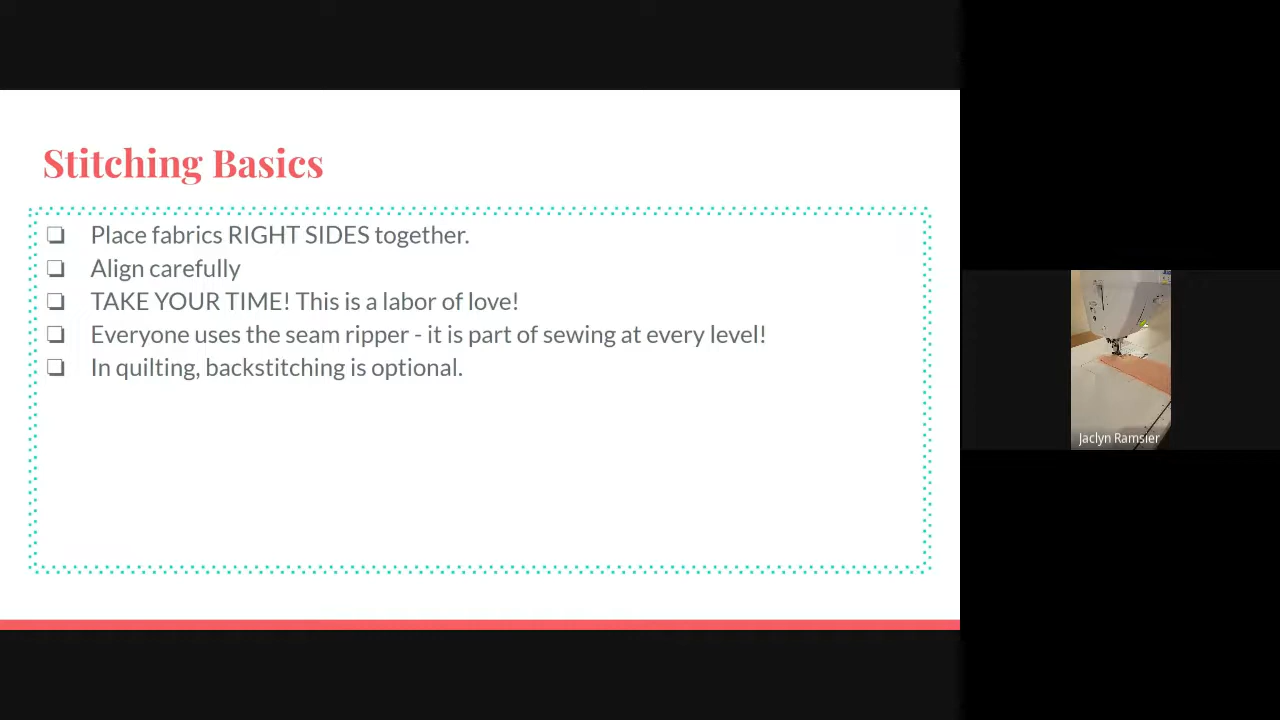 Stitching Basics
❏ Place fabrics RIGHT SIDES together.
❏ Align carefully
❏ TAKE YOUR TIME! This is a labor of love!
❏ Everyone uses the seam ripper - it is part of sewing at every level!
❏ In quilting, backstitching is optional.
Jaclyn Ramsier